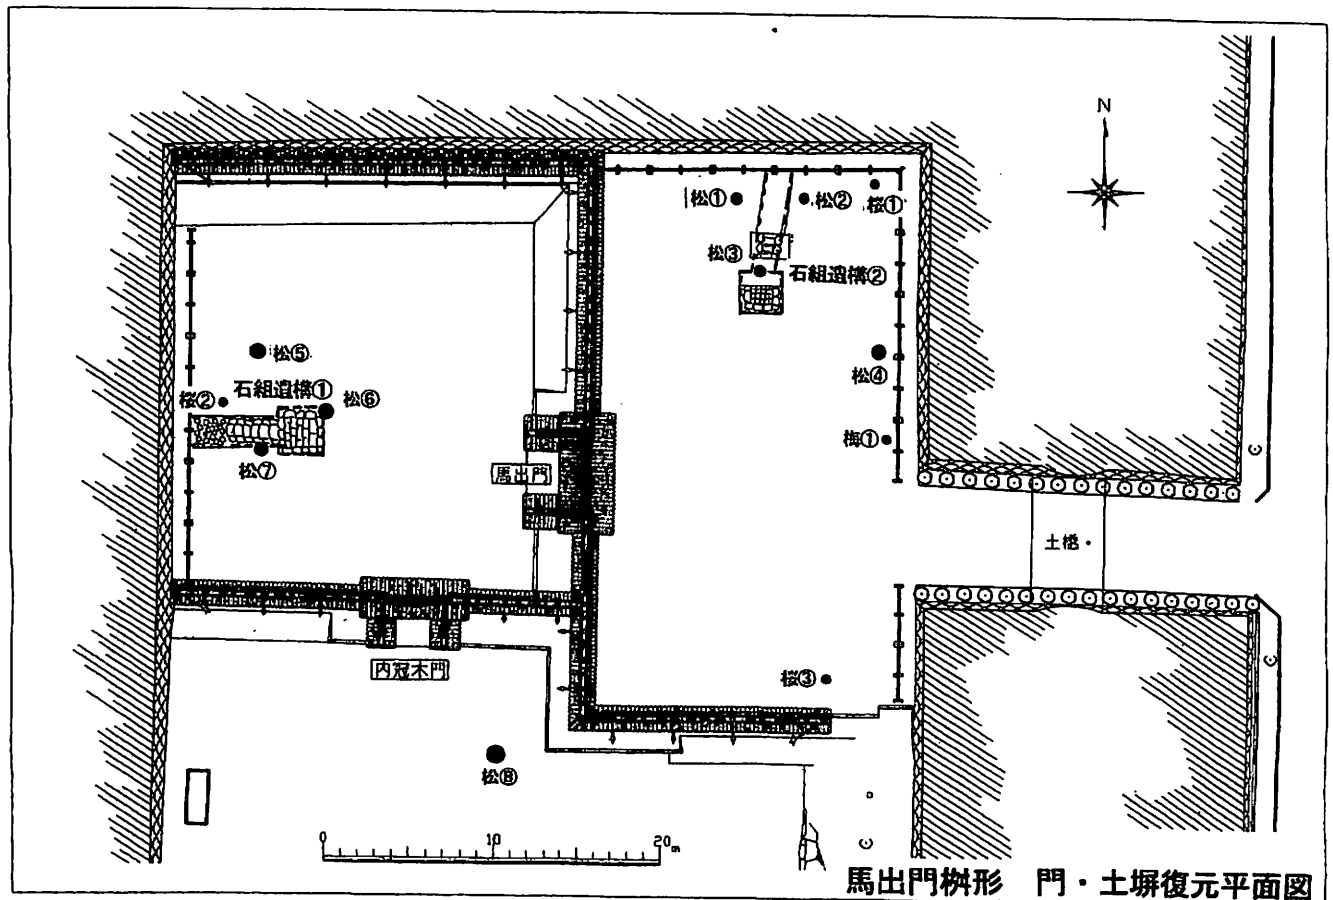 N
松①
松②
桜①
松③
石組遺構②
松⑤
松④
石組遺構①
桜②
松⑥
梅①
松⑦
馬出門
土橋
内冠木門
桜③
松⑧
0 10 20m
馬出門桝形 門・土塀復元平面図